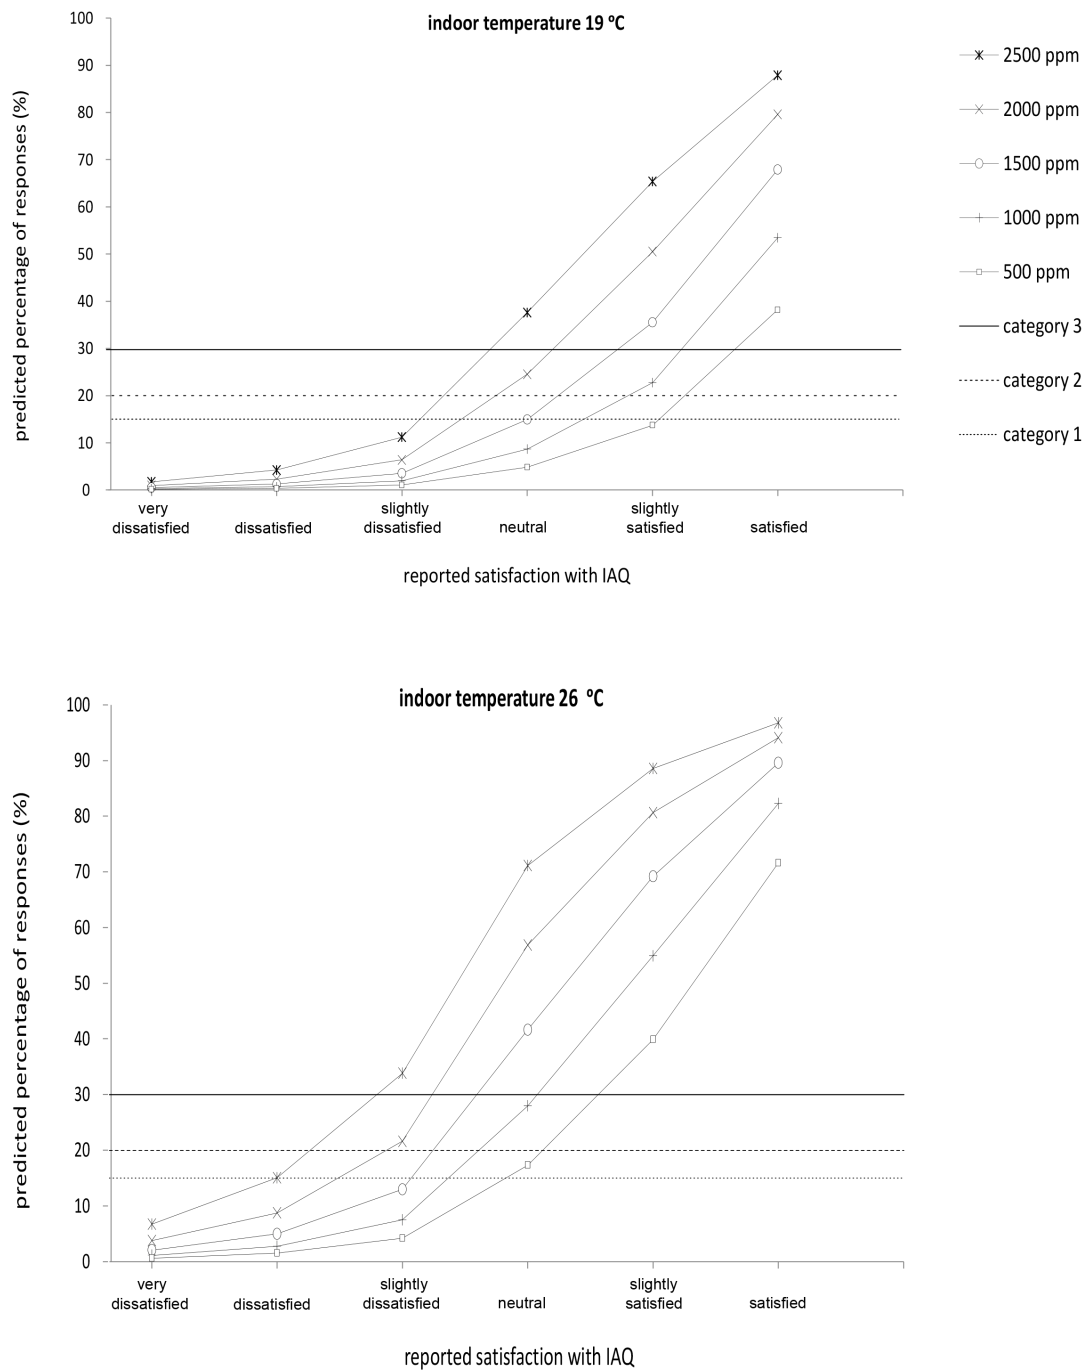 indoor temperature 19 ºC
predicted percentage of responses (%)
100
90
80
70
60
50
40
30
20
10
0
very dissatisfied
dissatisfied
slightly dissatisfied
neutral
slightly satisfied
satisfied
reported satisfaction with IAQ
2500 ppm
2000 ppm
1500 ppm
1000 ppm
500 ppm
category 3
category 2
category 1
indoor temperature 26 ºC
predicted percentage of responses (%)
100
90
80
70
60
50
40
30
20
10
0
very dissatisfied
dissatisfied
slightly dissatisfied
neutral
slightly satisfied
satisfied
reported satisfaction with IAQ